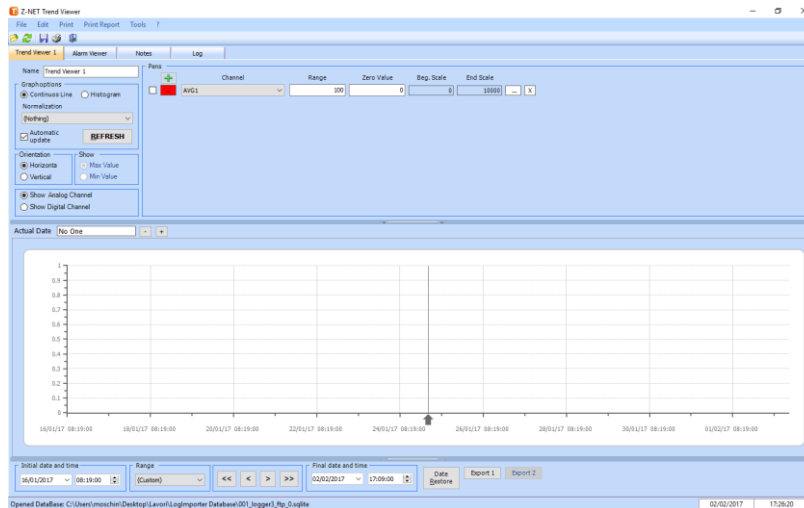 Z-NET Trend Viewer
File Edit Print Print Report Tools ?
Trend Viewer 1 Alarm Viewer Notes Log
Name Trend Viewer 1
Graphoptions
Continuos Line Histogram
Normalization
(Nothing)
Automatic update REFRESH
Orientation Show
Horizonta Max Value
Vertical Min Value
Show Analog Channel
Show Digital Channel
Pens
Channel Range Zero Value Beg. Scale End Scale
AVG1 100 0 0 10000 ... X
Actual Date No One - +
1
0.9
0.8
0.7
0.6
0.5
0.4
0.3
0.2
0.1
0
16/01/17 08:19:00 18/01/17 08:19:00 20/01/17 08:19:00 22/01/17 08:19:00 24/01/17 08:19:00 26/01/17 08:19:00 28/01/17 08:19:00 30/01/17 08:19:00 01/02/17 08:19:00
Initial date and time Range Final date and time
16/01/2017 08:19:00 (Custom) << < > >> 02/02/2017 17:09:00 Date Restore Export 1 Export 2
Opened DataBase: C:\Users\moschin\Desktop\Lavori\LogImporter Database\001_logger3_ftp_0.sqlite 02/02/2017 17:26:20